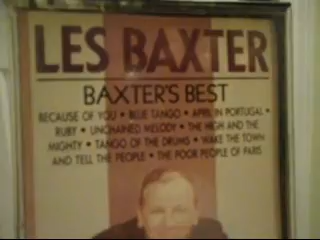 LES BAXTER
BAXTER'S BEST
BECAUSE OF YOU • BLUE TANGO • APRIL IN PORTUGAL •
RUBY • UNCHAINED MELODY • THE HIGH AND THE
MIGHTY • TANGO OF THE DRUMS • WAKE THE TOWN
AND TELL THE PEOPLE • THE POOR PEOPLE OF PARIS